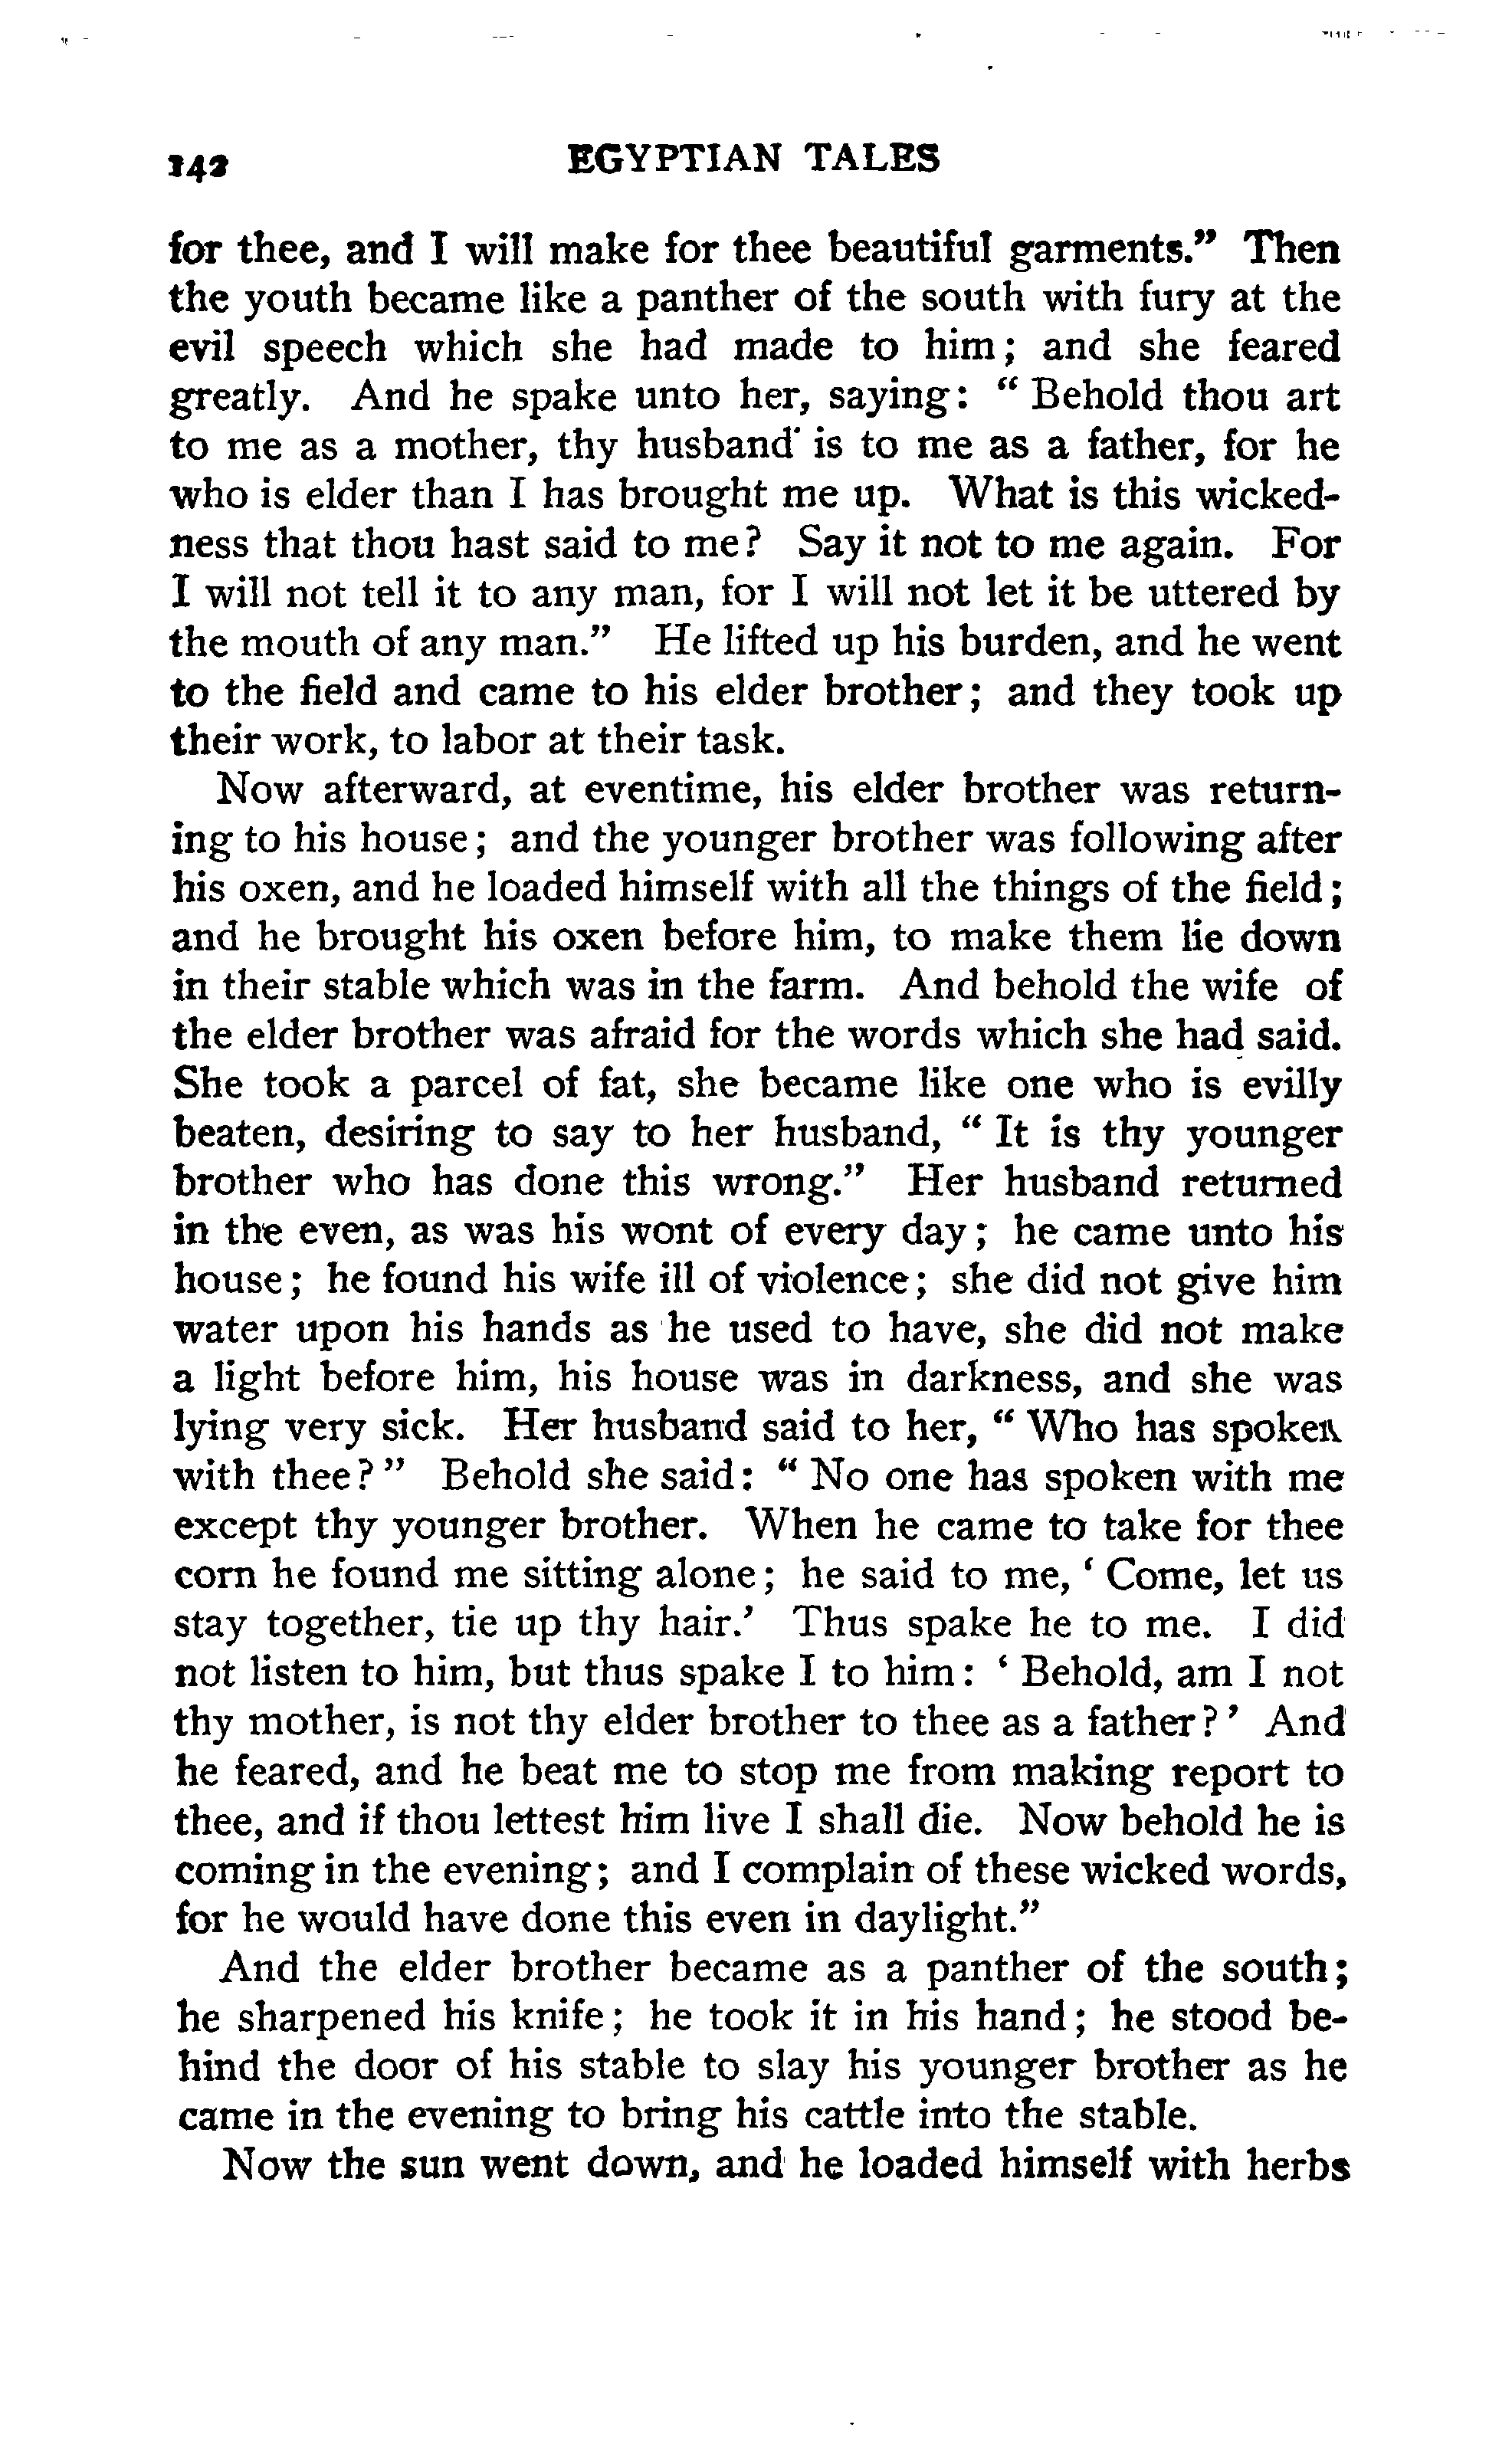 142 EGYPTIAN TALES
for thee, and I will make for thee beautiful garments.” Then
the youth became like a panther of the south with fury at the
evil speech which she had made to him; and she feared
greatly. And he spake unto her, saying: “ Behold thou art
to me as a mother, thy husband is to me as a father, for he
who is elder than I has brought me up. What is this wicked-
ness that thou hast said to me? Say it not to me again. For
I will not tell it to any man, for I will not let it be uttered by
the mouth of any man.” He lifted up his burden, and he went
to the field and came to his elder brother; and they took up
their work, to labor at their task.
Now afterward, at eventime, his elder brother was return-
ing to his house; and the younger brother was following after
his oxen, and he loaded himself with all the things of the field;
and he brought his oxen before him, to make them lie down
in their stable which was in the farm. And behold the wife of
the elder brother was afraid for the words which she had said.
She took a parcel of fat, she became like one who is evilly
beaten, desiring to say to her husband, “ It is thy younger
brother who has done this wrong.” Her husband returned
in the even, as was his wont of every day; he came unto his
house; he found his wife ill of violence; she did not give him
water upon his hands as he used to have, she did not make
a light before him, his house was in darkness, and she was
lying very sick. Her husband said to her, “ Who has spoken
with thee? ” Behold she said: “ No one has spoken with me
except thy younger brother. When he came to take for thee
corn he found me sitting alone; he said to me, ‘ Come, let us
stay together, tie up thy hair.’ Thus spake he to me. I did
not listen to him, but thus spake I to him: ‘ Behold, am I not
thy mother, is not thy elder brother to thee as a father? ’ And
he feared, and he beat me to stop me from making report to
thee, and if thou lettest him live I shall die. Now behold he is
coming in the evening; and I complain of these wicked words,
for he would have done this even in daylight.”
And the elder brother became as a panther of the south;
he sharpened his knife; he took it in his hand; he stood be-
hind the door of his stable to slay his younger brother as he
came in the evening to bring his cattle into the stable.
Now the sun went down, and he loaded himself with herbs